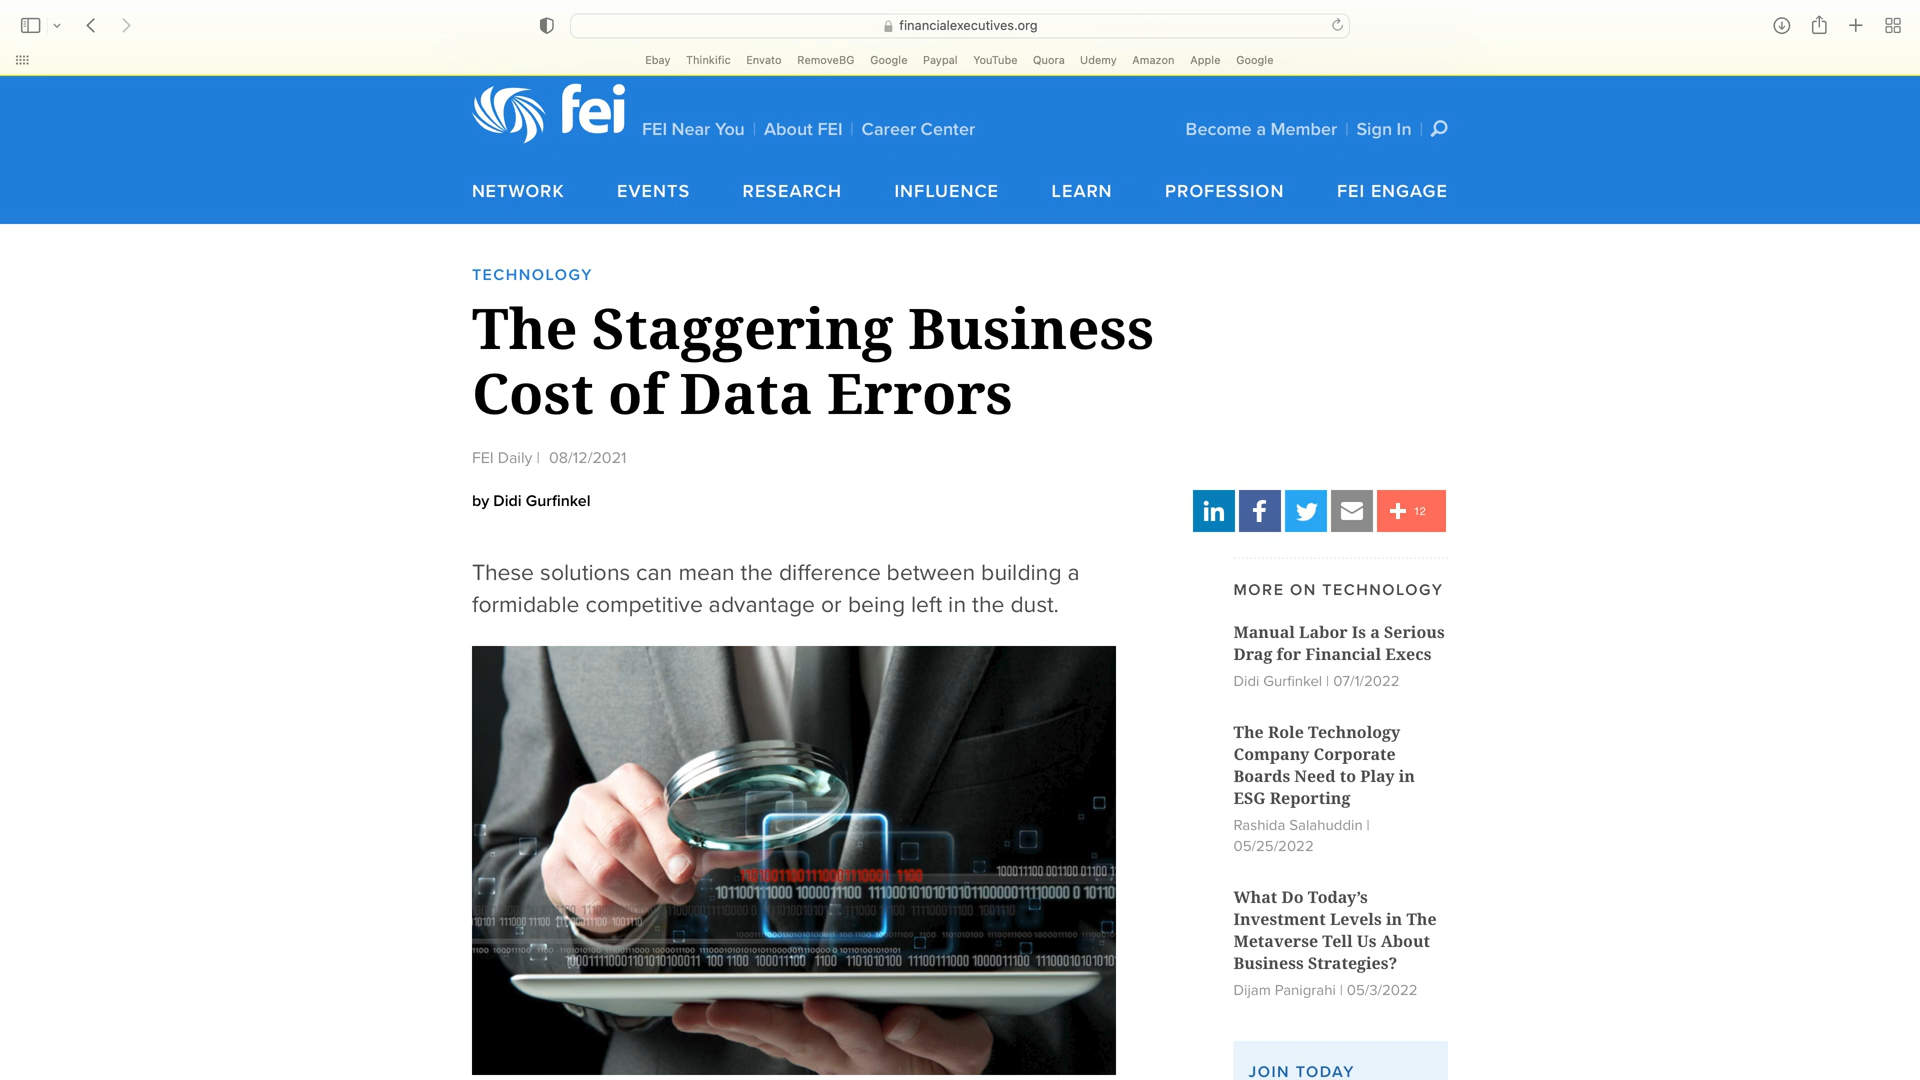 financialexecutives.org
Ebay Thinkific Envato RemoveBG Google Paypal YouTube Quora Udemy Amazon Apple Google
fei
FEI Near You | About FEI | Career Center
Become a Member | Sign In |
NETWORK EVENTS RESEARCH INFLUENCE LEARN PROFESSION FEI ENGAGE
TECHNOLOGY
The Staggering Business
Cost of Data Errors
FEI Daily | 08/12/2021
by Didi Gurfinkel
in f + 12
These solutions can mean the difference between building a
formidable competitive advantage or being left in the dust.
MORE ON TECHNOLOGY
Manual Labor Is a Serious
Drag for Financial Execs
Didi Gurfinkel | 07/1/2022
The Role Technology
Company Corporate
Boards Need to Play in
ESG Reporting
Rashida Salahuddin |
05/25/2022
What Do Today’s
Investment Levels in The
Metaverse Tell Us About
Business Strategies?
Dijam Panigrahi | 05/3/2022
JOIN TODAY